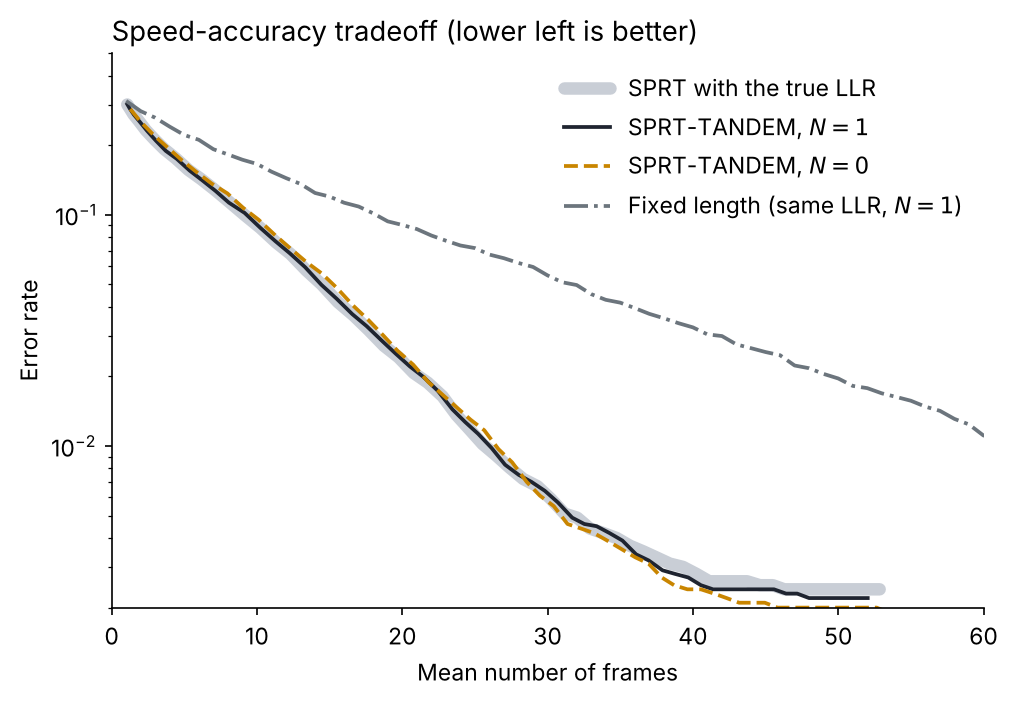 Speed-accuracy tradeoff (lower left is better)
SPRT with the true LLR
SPRT-TANDEM, N = 1
SPRT-TANDEM, N = 0
Fixed length (same LLR, N = 1)
Error rate
10⁻¹
10⁻²
0 10 20 30 40 50 60
Mean number of frames